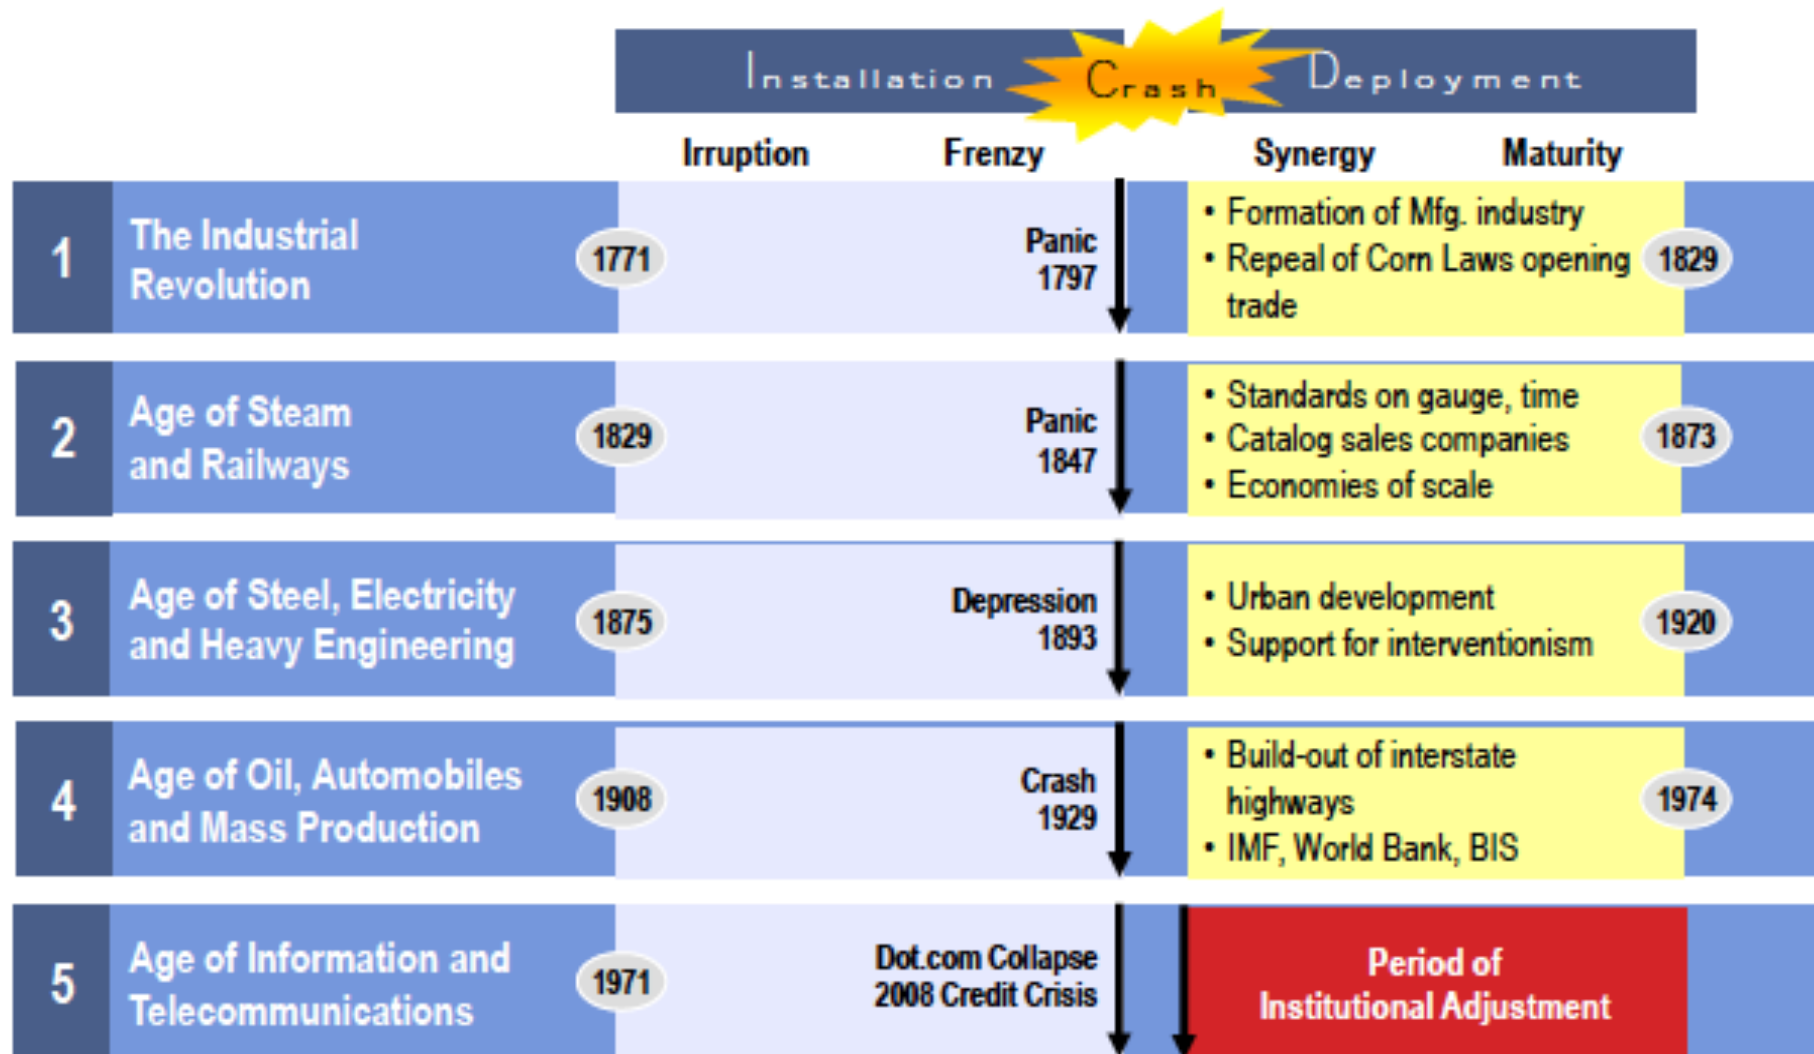 Installation Crash Deployment
Irruption Frenzy Synergy Maturity
1
The Industrial
Revolution
1771
Panic
1797
• Formation of Mfg. industry
• Repeal of Corn Laws opening
trade
1829
2
Age of Steam
and Railways
1829
Panic
1847
• Standards on gauge, time
• Catalog sales companies
• Economies of scale
1873
3
Age of Steel, Electricity
and Heavy Engineering
1875
Depression
1893
• Urban development
• Support for interventionism
1920
4
Age of Oil, Automobiles
and Mass Production
1908
Crash
1929
• Build-out of interstate
highways
• IMF, World Bank, BIS
1974
5
Age of Information and
Telecommunications
1971
Dot.com Collapse
2008 Credit Crisis
Period of
Institutional Adjustment